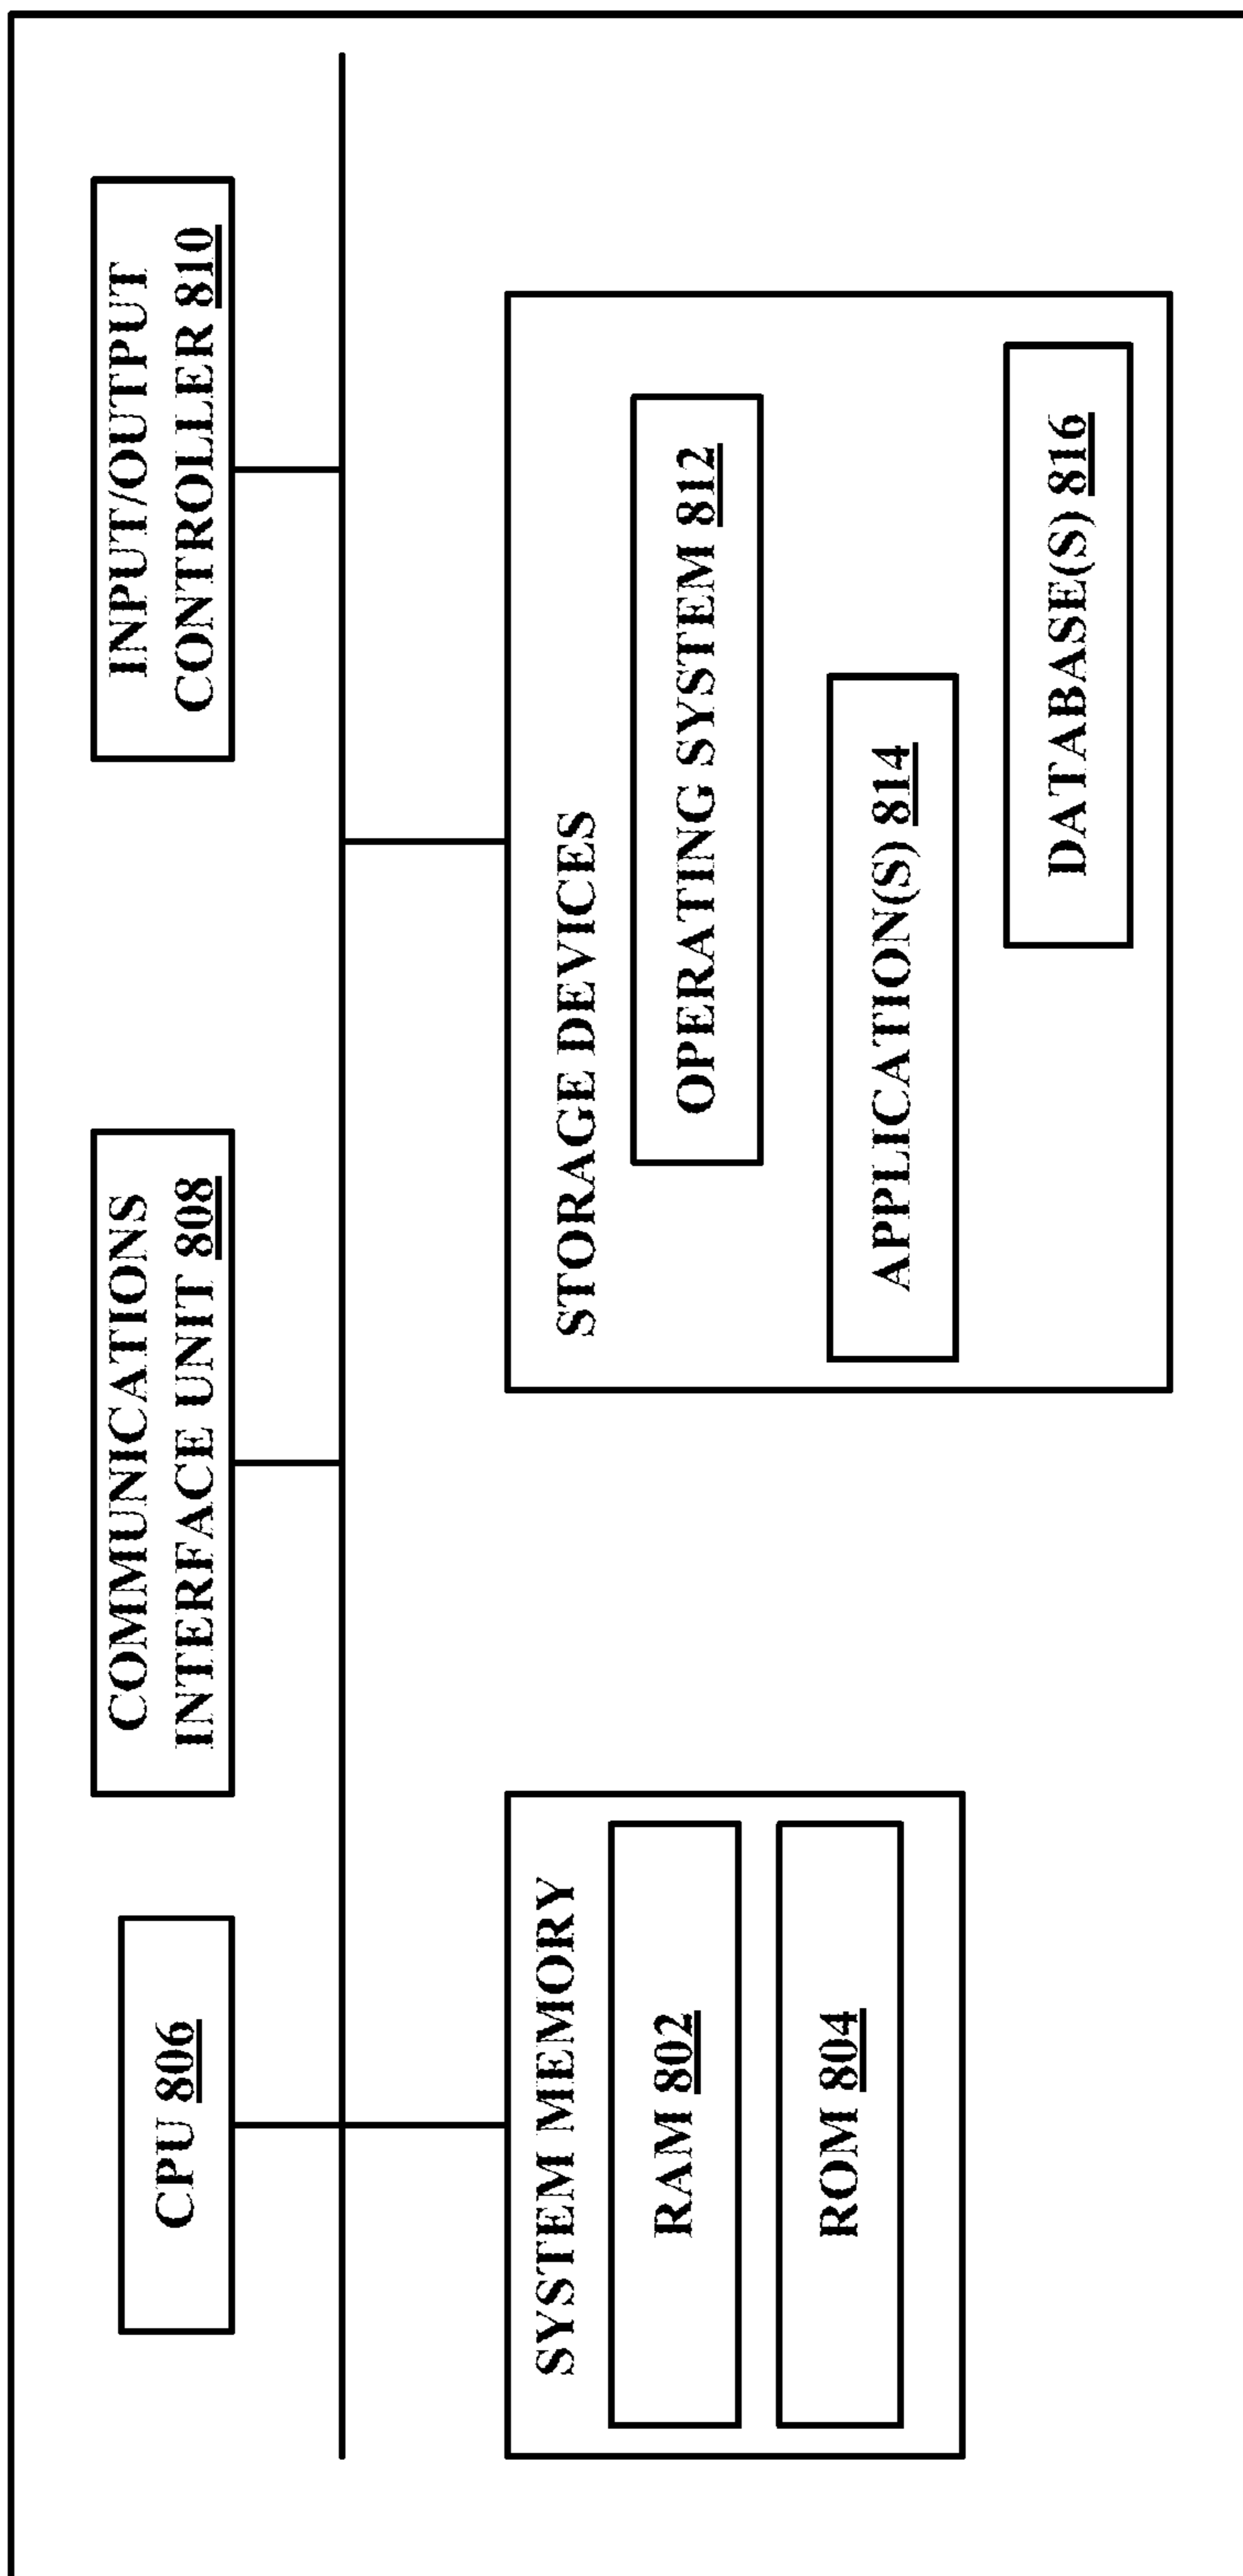 CPU 806
COMMUNICATIONS
INTERFACE UNIT 808
INPUT/OUTPUT
CONTROLLER 810
SYSTEM MEMORY
RAM 802
ROM 804
STORAGE DEVICES
OPERATING SYSTEM 812
APPLICATION(S) 814
DATABASE(S) 816